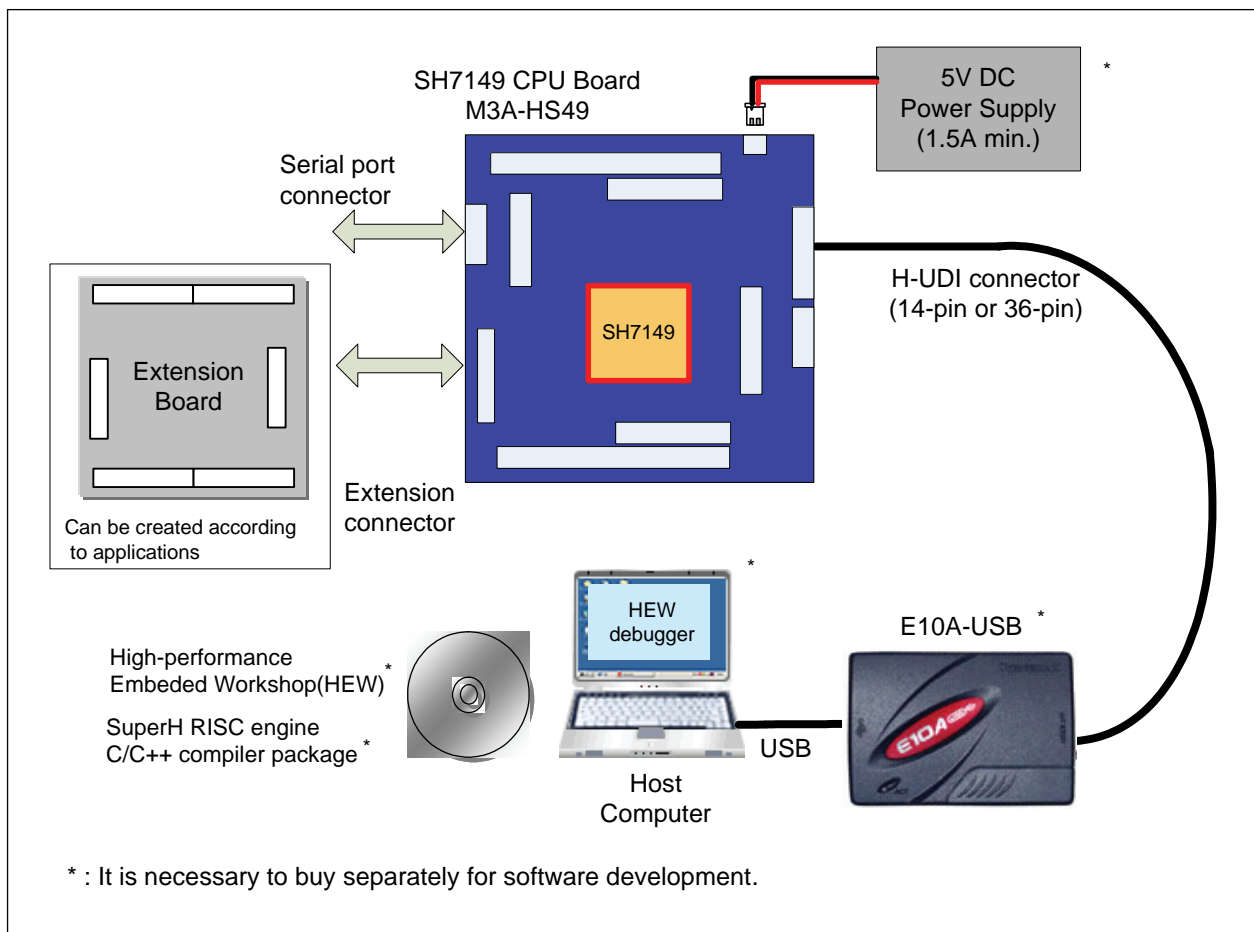 SH7149 CPU Board
M3A-HS49
5V DC
Power Supply
(1.5A min.)
*
Serial port
connector
H-UDI connector
(14-pin or 36-pin)
SH7149
Extension
Board
Can be created according
to applications
Extension
connector
HEW
debugger
*
E10A-USB *
E10A
High-performance
Embeded Workshop(HEW) *
SuperH RISC engine
C/C++ compiler package *
USB
Host
Computer
* : It is necessary to buy separately for software development.